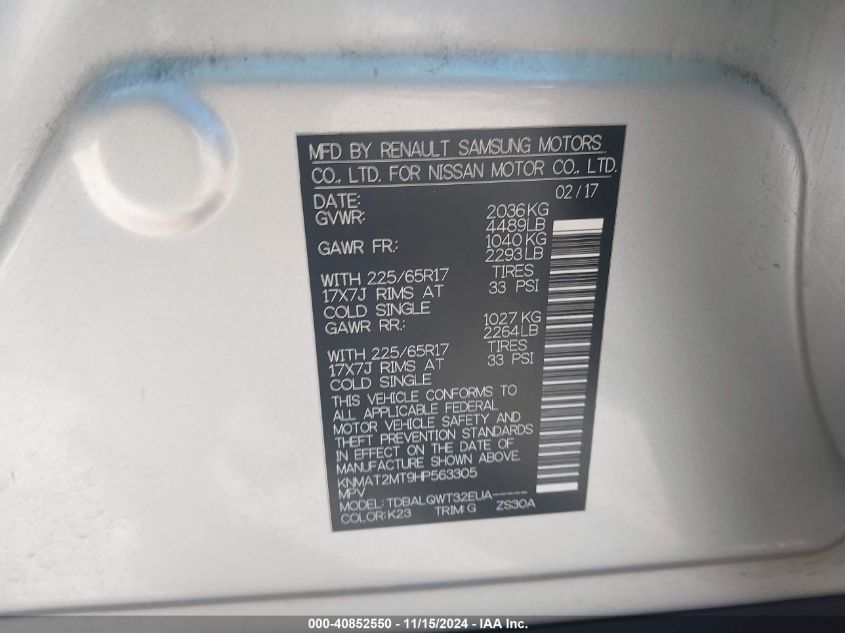 MFD BY RENAULT SAMSUNG MOTORS
CO., LTD. FOR NISSAN MOTOR CO., LTD.
DATE: 02/17
GVWR: 2036KG
4489LB
GAWR FR: 1040KG
2293LB
WITH 225/65R17 TIRES
17X7J RIMS AT 33 PSI
COLD SINGLE
GAWR RR.: 1027KG
2264LB
WITH 225/65R17 TIRES
17X7J RIMS AT 33 PSI
COLD SINGLE
THIS VEHICLE CONFORMS TO
ALL APPLICABLE FEDERAL
MOTOR VEHICLE SAFETY AND
THEFT PREVENTION STANDARDS
IN EFFECT ON THE DATE OF
MANUFACTURE SHOWN ABOVE.
KNMAT2MT9HP563305
MPV
MODEL: TDBALQWT32EUA-----
COLOR:K23 TRIM:G ZS30A
000-40852550 - 11/15/2024 - IAA Inc.